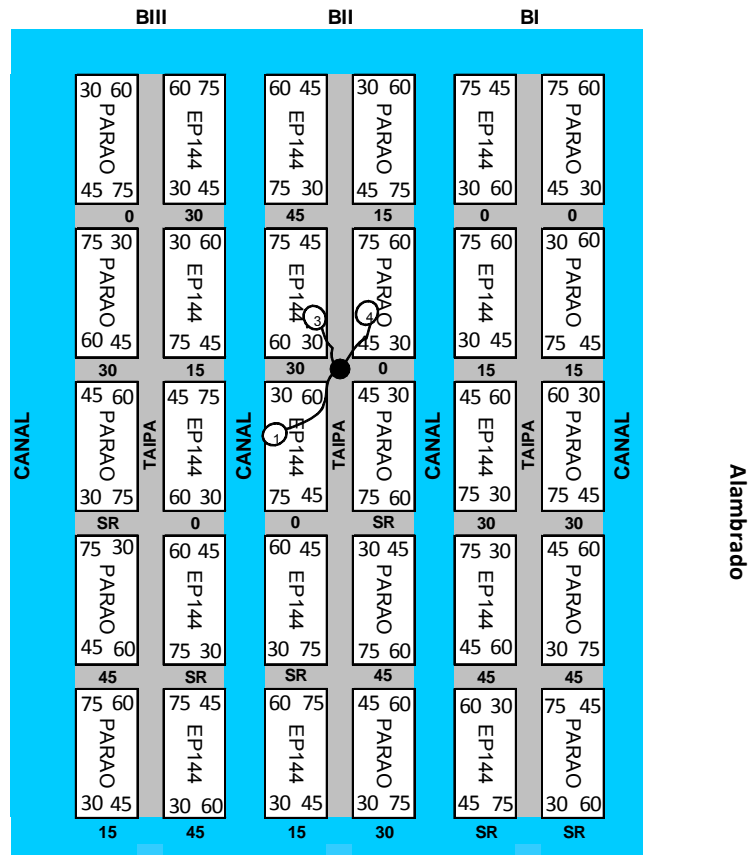 BIII BII BI
30 60 60 75 60 45 30 60 75 45 75 60
PARAO EP144 EP144 PARAO EP144 PARAO
45 75 30 45 75 30 45 75 30 60 45 30
0 30 45 15 0 0
75 30 30 60 75 45 75 60 75 60 30 60
PARAO EP144 EP144 PARAO EP144 PARAO
3 4
60 45 75 45 60 30 45 30 30 45 75 45
30 15 30 0 15 15
45 60 45 75 30 60 45 30 60 45 60 30
PARAO EP144 EP144 PARAO EP144 PARAO
1
CANAL TAIPA CANAL TAIPA CANAL TAIPA CANAL
30 75 60 30 75 45 75 60 75 30 75 45
SR 0 0 SR 30 30
Alambrado
75 30 60 45 60 45 30 45 75 30 45 60
PARAO EP144 EP144 PARAO EP144 PARAO
45 60 75 30 30 75 75 60 45 60 30 75
45 SR SR 45 45 45
75 60 75 45 60 75 45 60 60 30 75 45
PARAO EP144 EP144 PARAO EP144 PARAO
30 45 30 60 30 45 30 75 45 75 30 60
15 45 15 30 SR SR